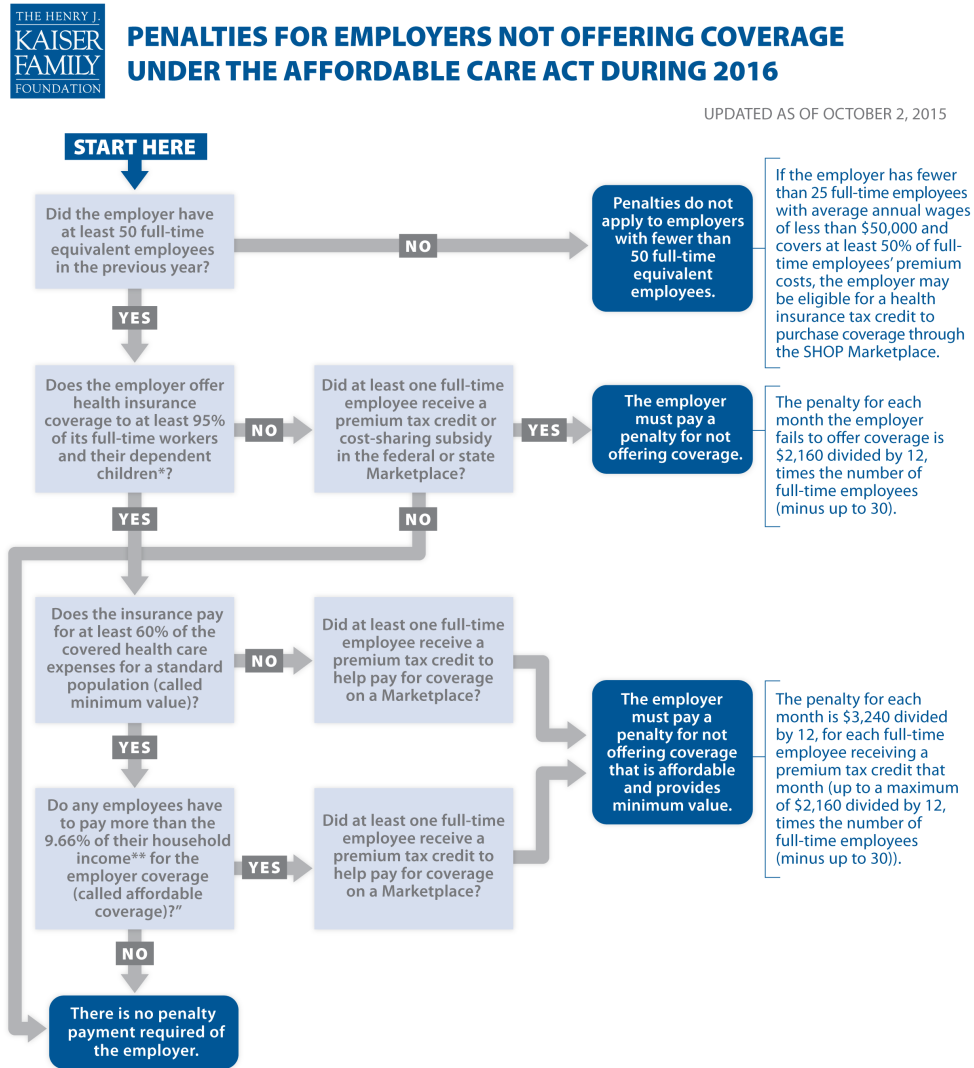 THE HENRY J.
KAISER
FAMILY
FOUNDATION
PENALTIES FOR EMPLOYERS NOT OFFERING COVERAGE
UNDER THE AFFORDABLE CARE ACT DURING 2016
UPDATED AS OF OCTOBER 2, 2015
START HERE
Did the employer have
at least 50 full-time
equivalent employees
in the previous year?
NO
Penalties do not
apply to employers
with fewer than
50 full-time
equivalent
employees.
If the employer has fewer
than 25 full-time employees
with average annual wages
of less than $50,000 and
covers at least 50% of full-
time employees’ premium
costs, the employer may
be eligible for a health
insurance tax credit to
purchase coverage through
the SHOP Marketplace.
YES
Does the employer offer
health insurance
coverage to at least 95%
of its full-time workers
and their dependent
children*?
NO
Did at least one full-time
employee receive a
premium tax credit or
cost-sharing subsidy
in the federal or state
Marketplace?
YES
The employer
must pay a
penalty for not
offering coverage.
The penalty for each
month the employer
fails to offer coverage is
$2,160 divided by 12,
times the number of
full-time employees
(minus up to 30).
YES
NO
Does the insurance pay
for at least 60% of the
covered health care
expenses for a standard
population (called
minimum value)?
NO
Did at least one full-time
employee receive a
premium tax credit to
help pay for coverage
on a Marketplace?
The employer
must pay a
penalty for not
offering coverage
that is affordable
and provides
minimum value.
The penalty for each
month is $3,240 divided
by 12, for each full-time
employee receiving a
premium tax credit that
month (up to a maximum
of $2,160 divided by 12,
times the number of
full-time employees
(minus up to 30)).
YES
Do any employees have
to pay more than the
9.66% of their household
income** for the
employer coverage
(called affordable
coverage)?”
YES
Did at least one full-time
employee receive a
premium tax credit to
help pay for coverage
on a Marketplace?
NO
There is no penalty
payment required of
the employer.